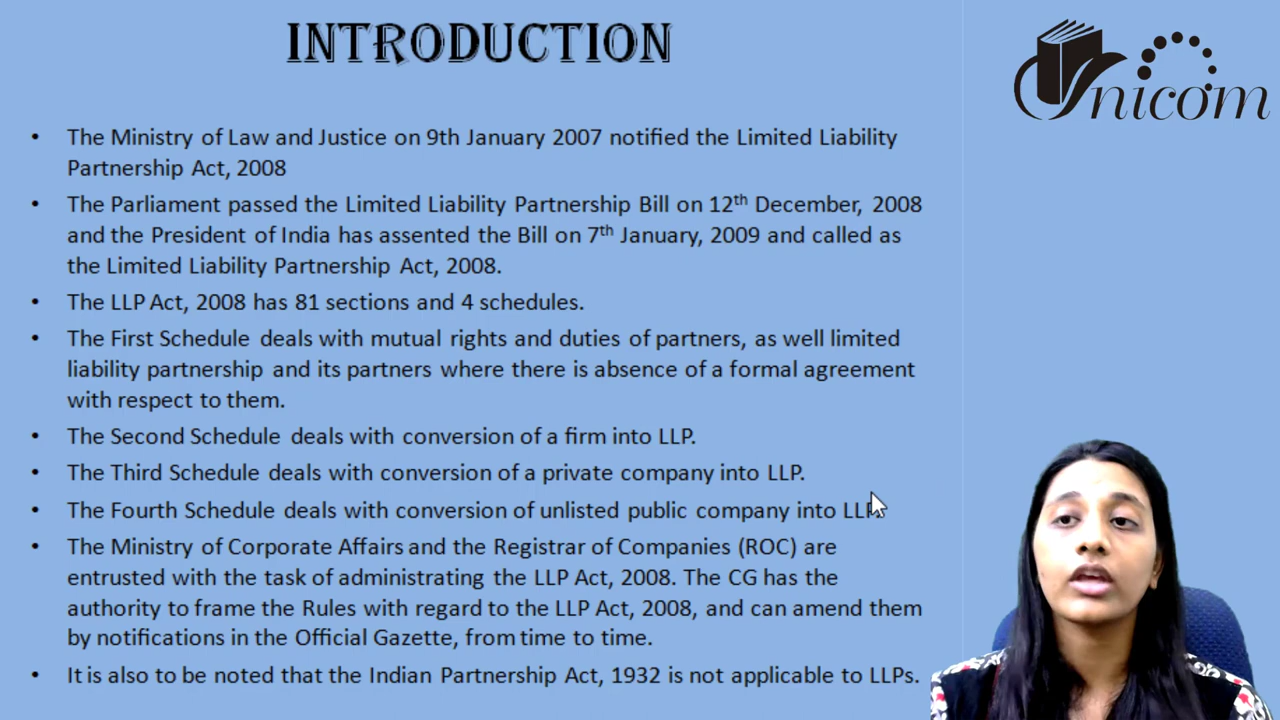 INTRODUCTION
Unicom
• The Ministry of Law and Justice on 9th January 2007 notified the Limited Liability
Partnership Act, 2008
• The Parliament passed the Limited Liability Partnership Bill on 12th December, 2008
and the President of India has assented the Bill on 7th January, 2009 and called as
the Limited Liability Partnership Act, 2008.
• The LLP Act, 2008 has 81 sections and 4 schedules.
• The First Schedule deals with mutual rights and duties of partners, as well limited
liability partnership and its partners where there is absence of a formal agreement
with respect to them.
• The Second Schedule deals with conversion of a firm into LLP.
• The Third Schedule deals with conversion of a private company into LLP.
• The Fourth Schedule deals with conversion of unlisted public company into LLP.
• The Ministry of Corporate Affairs and the Registrar of Companies (ROC) are
entrusted with the task of administrating the LLP Act, 2008. The CG has the
authority to frame the Rules with regard to the LLP Act, 2008, and can amend them
by notifications in the Official Gazette, from time to time.
• It is also to be noted that the Indian Partnership Act, 1932 is not applicable to LLPs.